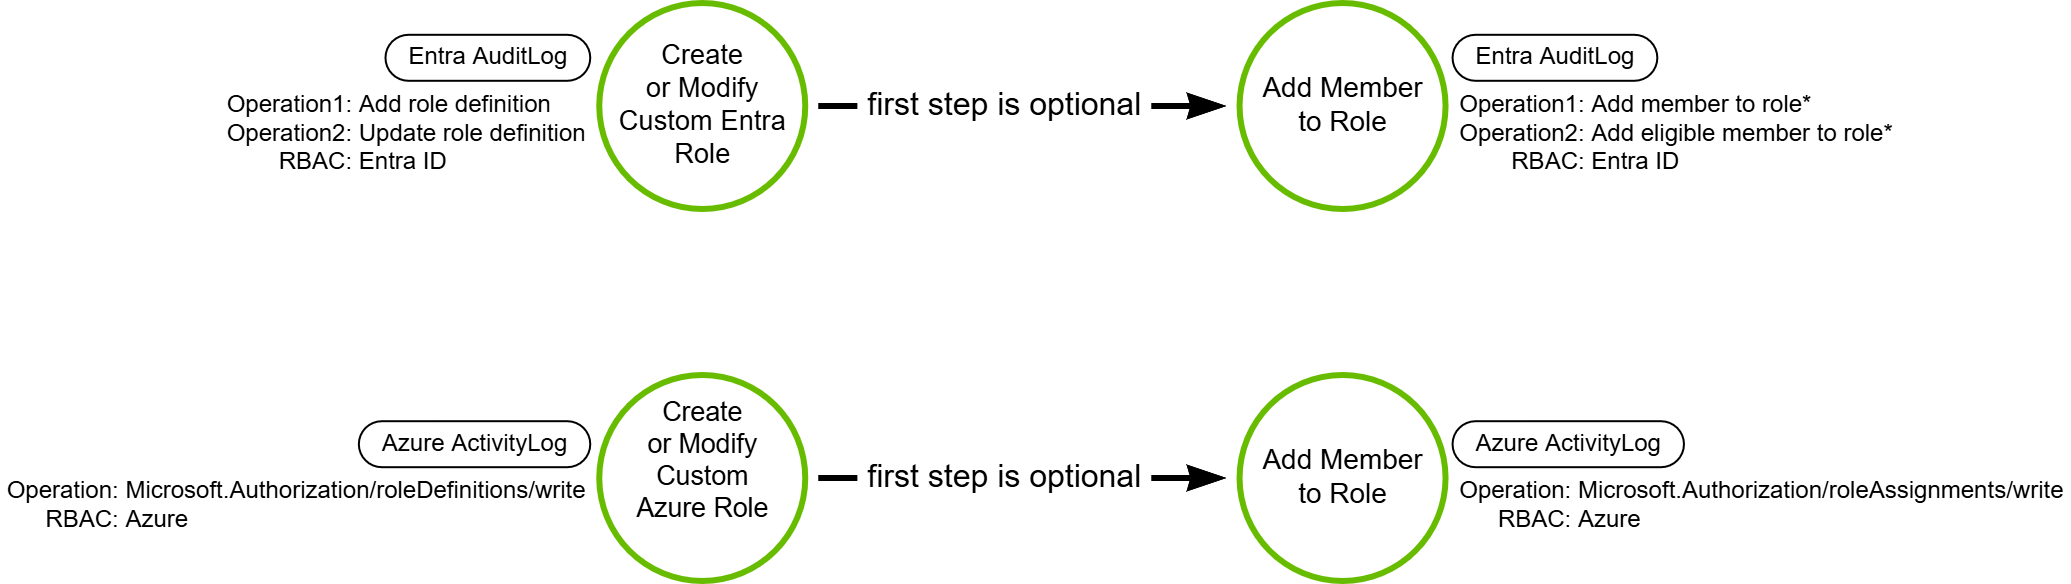 Entra AuditLog
Operation1: Add role definition
Operation2: Update role definition
RBAC: Entra ID
Create
or Modify
Custom Entra
Role
first step is optional
Add Member
to Role
Entra AuditLog
Operation1: Add member to role*
Operation2: Add eligible member to role*
RBAC: Entra ID
Azure ActivityLog
Operation: Microsoft.Authorization/roleDefinitions/write
RBAC: Azure
Create
or Modify
Custom
Azure Role
first step is optional
Add Member
to Role
Azure ActivityLog
Operation: Microsoft.Authorization/roleAssignments/write
RBAC: Azure